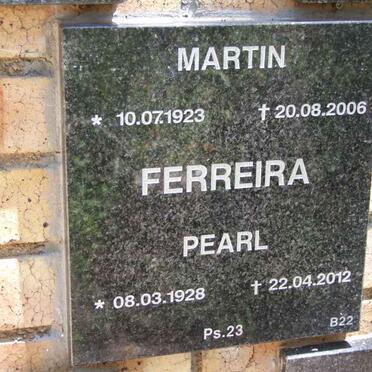 MARTIN
* 10.07.1923 † 20.08.2006
FERREIRA
PEARL
* 08.03.1928 † 22.04.2012
Ps.23 B22